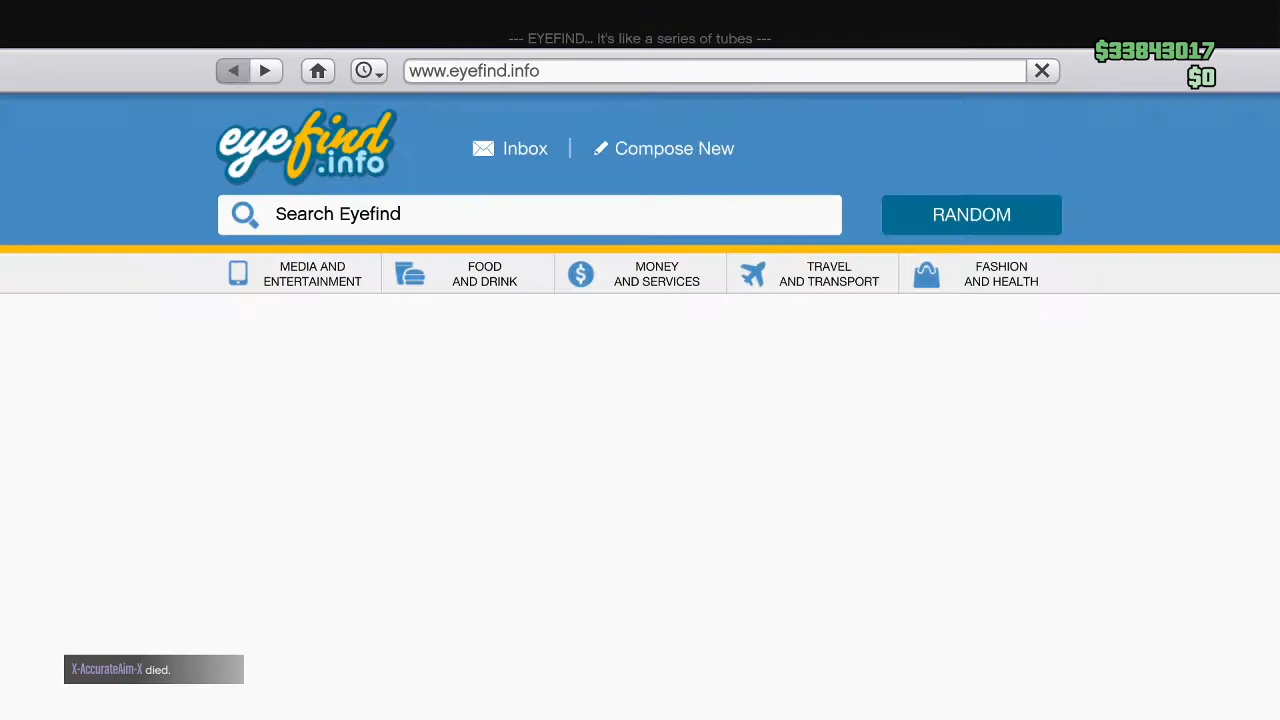 --- EYEFIND... It's like a series of tubes ---
$33843017
www.eyefind.info
$0
eyefind.info
Inbox
Compose New
Search Eyefind
RANDOM
MEDIA AND
ENTERTAINMENT
FOOD
AND DRINK
MONEY
AND SERVICES
TRAVEL
AND TRANSPORT
FASHION
AND HEALTH
X-AccurateAim-X died.